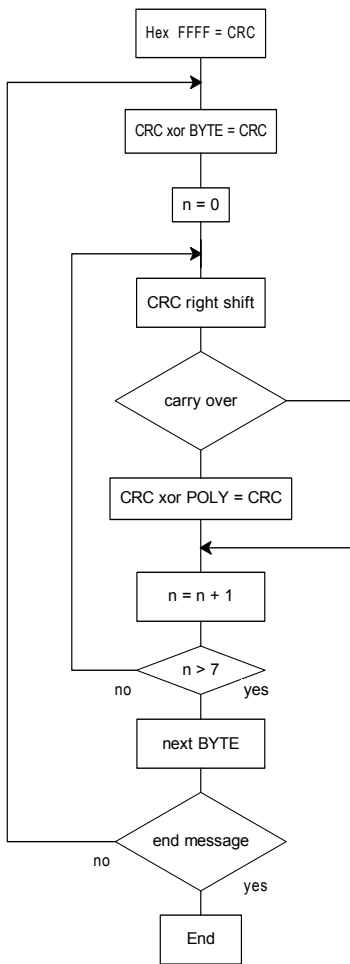 Hex FFFF = CRC
CRC xor BYTE = CRC
n = 0
CRC right shift
carry over
CRC xor POLY = CRC
n = n + 1
n > 7
no
yes
next BYTE
end message
no
yes
End